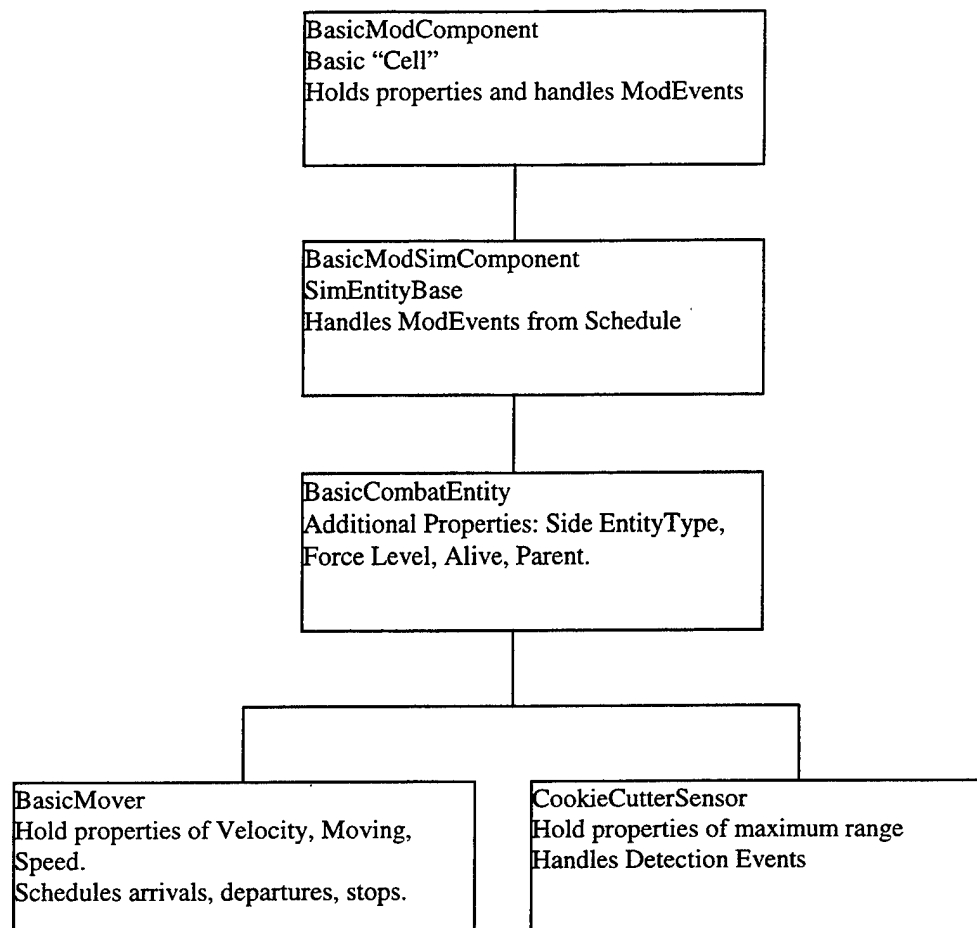 BasicModComponent
Basic “Cell”
Holds properties and handles ModEvents
BasicModSimComponent
SimEntityBase
Handles ModEvents from Schedule
BasicCombatEntity
Additional Properties: Side EntityType,
Force Level, Alive, Parent.
BasicMover
Hold properties of Velocity, Moving,
Speed.
Schedules arrivals, departures, stops.
CookieCutterSensor
Hold properties of maximum range
Handles Detection Events